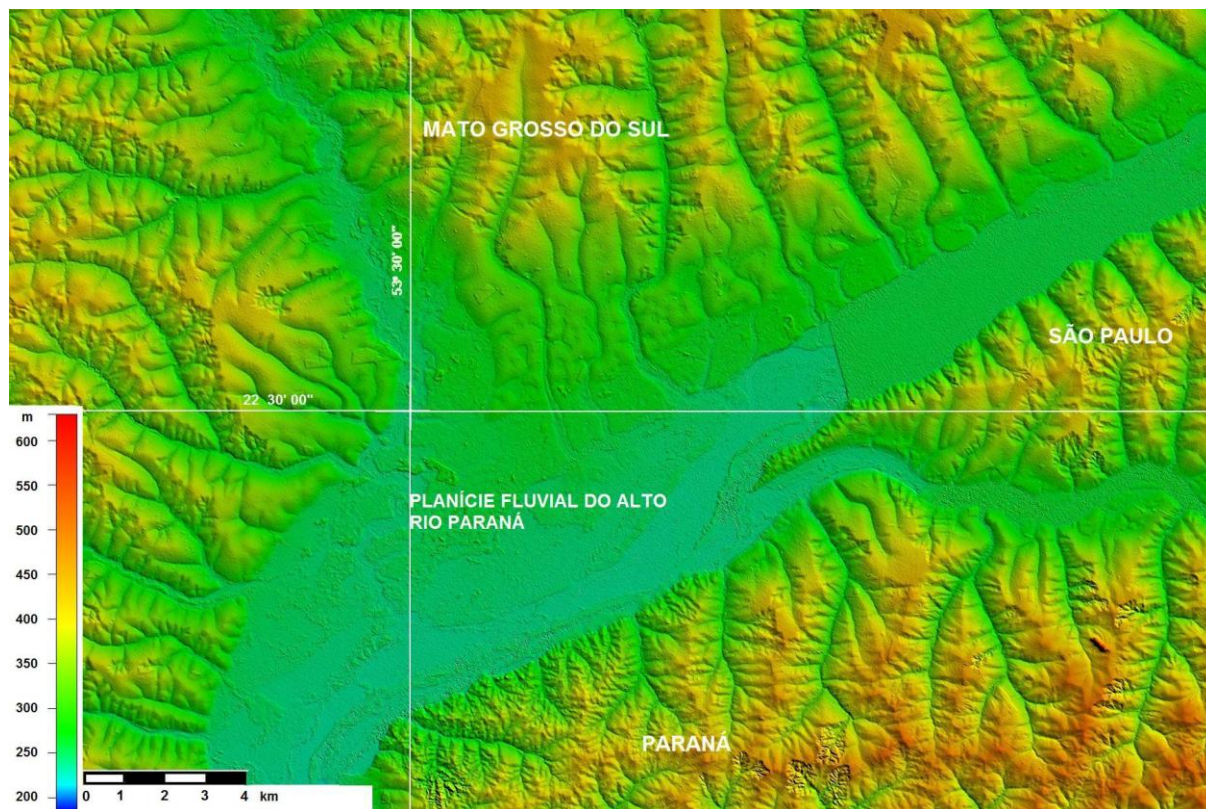 MATO GROSSO DO SUL
53º 30' 00"
SÃO PAULO
22 30' 00"
m
600
550
500
450
400
350
300
250
200
PLANÍCIE FLUVIAL DO ALTO
RIO PARANÁ
PARANÁ
0 1 2 3 4 km